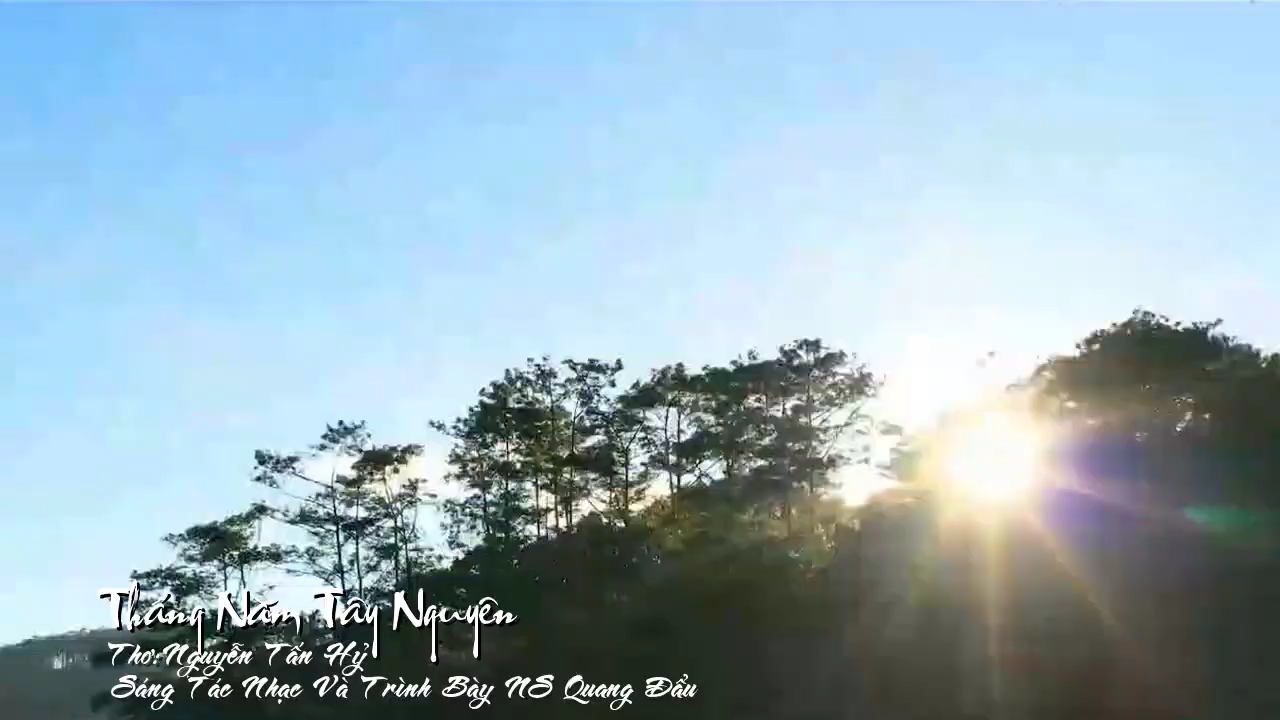 Tháng Năm Tây Nguyên
Thơ:Nguyễn Tấn Hỷ
Sáng Tác Nhạc Và Trình Bày NS Quang Đẩu